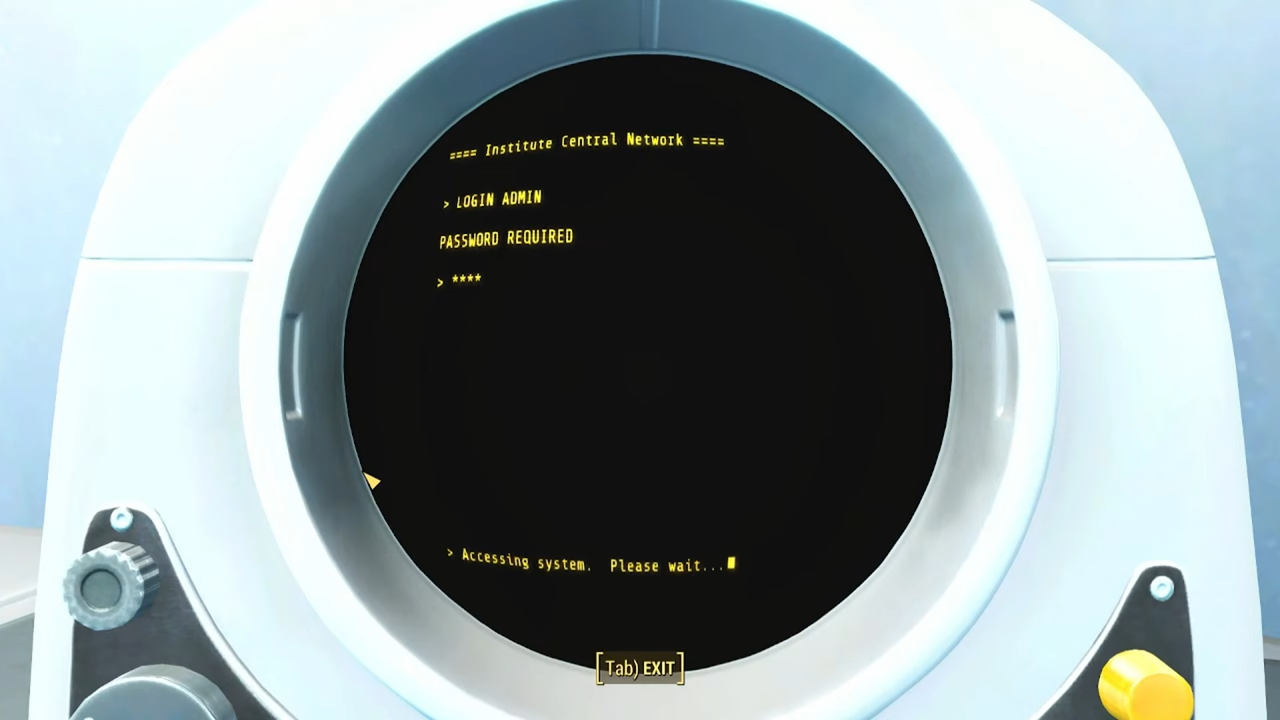 ==== Institute Central Network ====
> LOGIN ADMIN
PASSWORD REQUIRED
> ****
> Accessing system.  Please wait...
[Tab) EXIT]